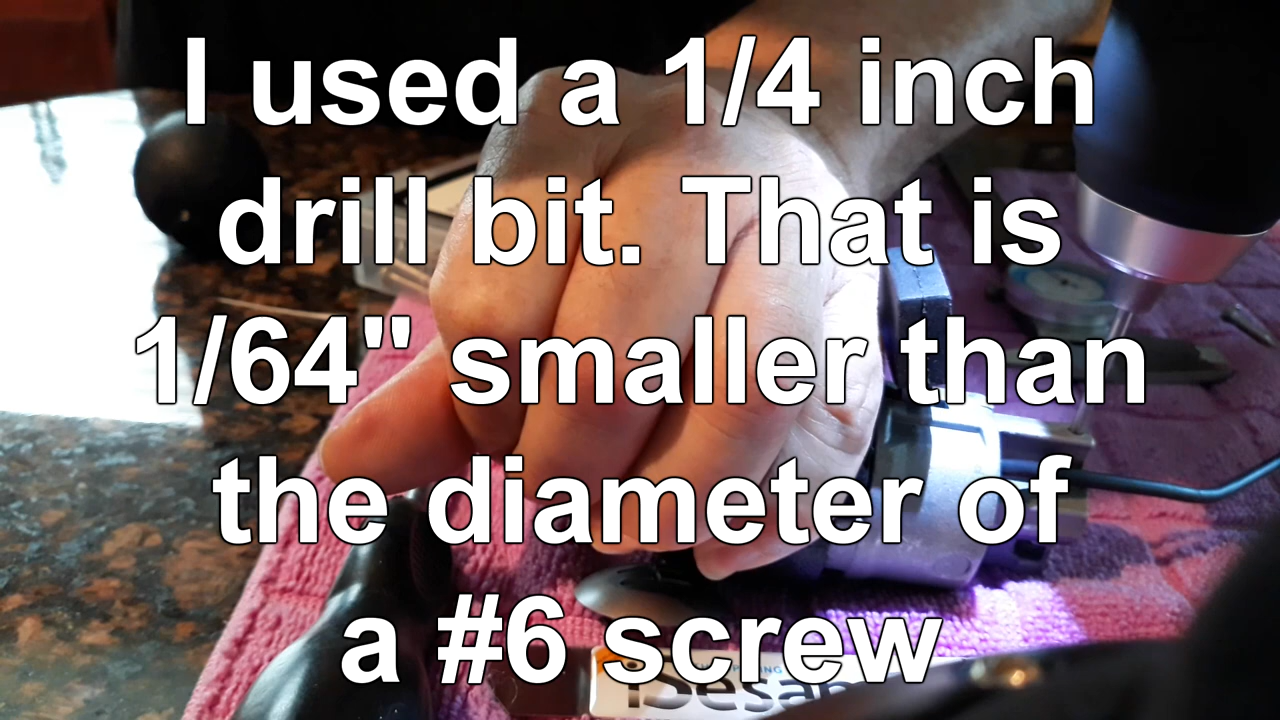 I used a 1/4 inch
drill bit. That is
1/64" smaller than
the diameter of
a #6 screw